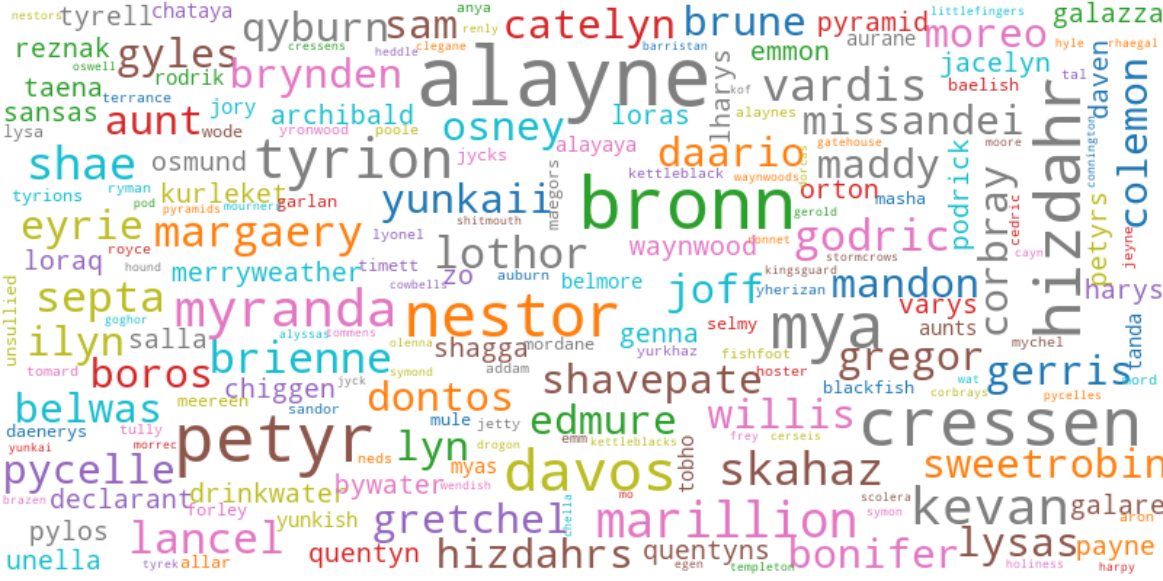 nestors
tyrell
chataya
qyburn
sam
anya
renly
catelyn
brune
pyramid
littlefingers
galazza
reznak
gyles
cressens
heddle
clegane
barristan
emmon
aurane
moreo
hyle
rhaegal
oswell
taena
rodrik
brynden
alayne
lharys
kof
vardis
jacelyn
baelish
tal
daven
colemon
terrance
sansas
jory
archibald
osney
loras
alaynes
missandei
hizdahr
lysa
aunt
wode
yronwood
poole
alayaya
gatehouse
moore
connington
shae
osmund
tyrion
jycks
maegors
daario
dorcas
maddy
podrick
kettleblack
waynwoods
tyrions
ryman
pod
kurleket
pyramids
mourners
garlan
yunkaii
shitmouth
bronn
gerold
orton
masha
corbray
cedric
petyrs
jeyne
eyrie
royce
margaery
lyonel
lothor
waynwood
tonnet
godric
stormcrows
cayn
loraq
hound
merryweather
timett
cowbells
zo
auburn
belmore
joff
kingsguard
yherizan
mandon
varys
harys
unsullied
septa
goghor
myranda
nestor
genna
selmy
mya
aunts
mychel
tanda
ilyn
salla
alyssas
tommens
olenna
shagga
mordane
yurkhaz
fishfoot
gregor
tomard
boros
brienne
symond
addam
hoster
blackfish
wat
corbrays
gerris
mord
pycelles
chiggen
jyck
dontos
shavepate
belwas
meereen
sandor
mule
jetty
edmure
willis
cressen
daenerys
tully
yunkai
morrec
petyr
lyn
drogon
emm
kettleblacks
frey
cerseis
tobho
pycelle
neds
myas
davos
skahaz
sweetrobin
brazen
declarant
drinkwater
bywater
wendish
mo
scolera
symon
kevan
galare
forley
yunkish
gretchel
chella
marillion
aron
pylos
lancel
lysas
payne
unella
tyrek
allar
quentyn
hizdahrs
quentyns
egen
templeton
bonifer
holiness
harpy